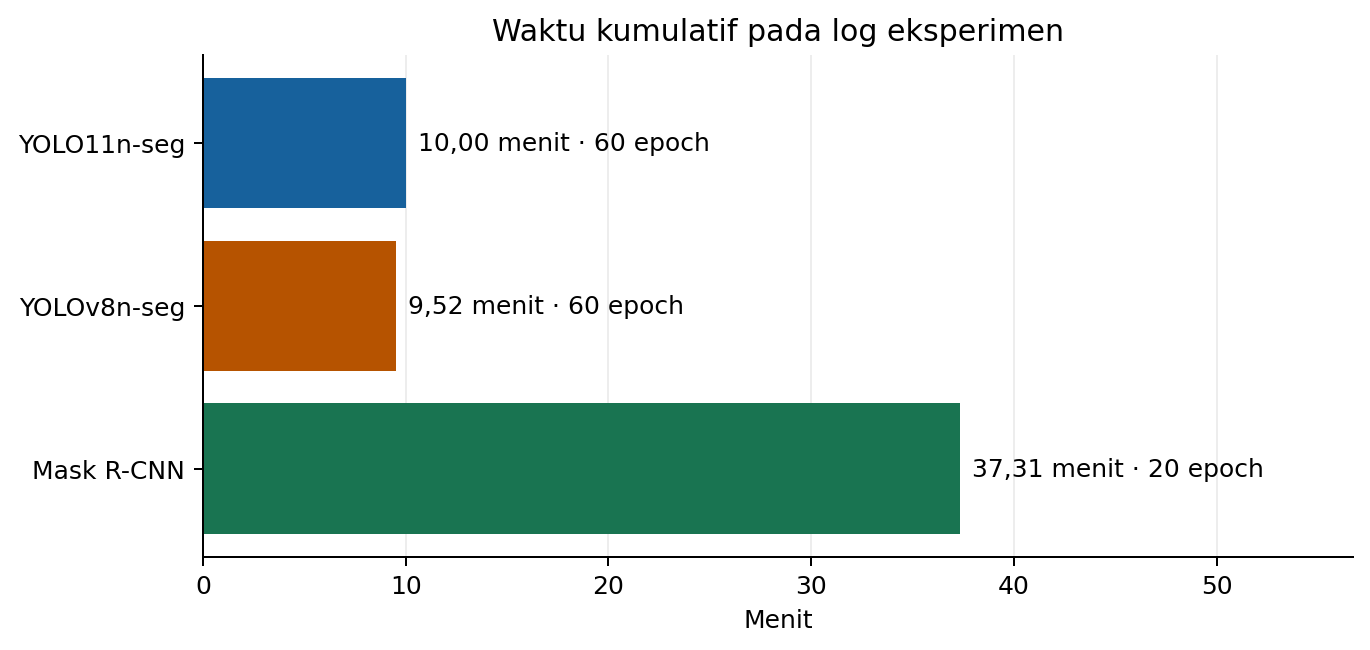 Waktu kumulatif pada log eksperimen
YOLO11n-seg
10,00 menit · 60 epoch
YOLOv8n-seg
9,52 menit · 60 epoch
Mask R-CNN
37,31 menit · 20 epoch
0 10 20 30 40 50
Menit